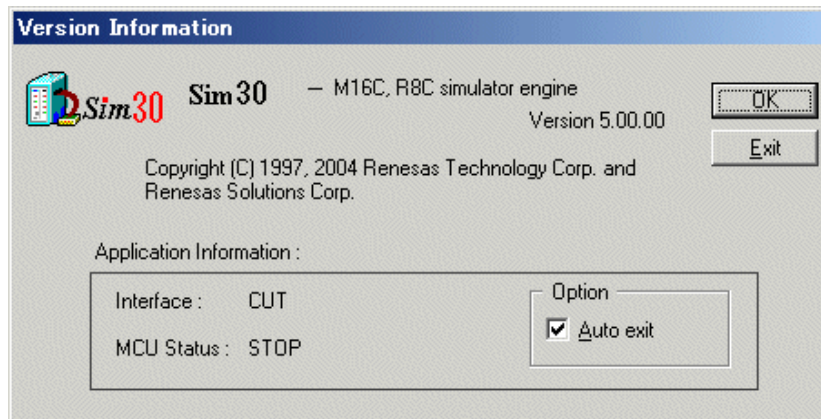 Version Information
Sim30
Sim30 — M16C, R8C simulator engine
Version 5.00.00
OK
Exit
Copyright (C) 1997, 2004 Renesas Technology Corp. and
Renesas Solutions Corp.
Application Information :
Interface : CUT
MCU Status : STOP
Option
Auto exit